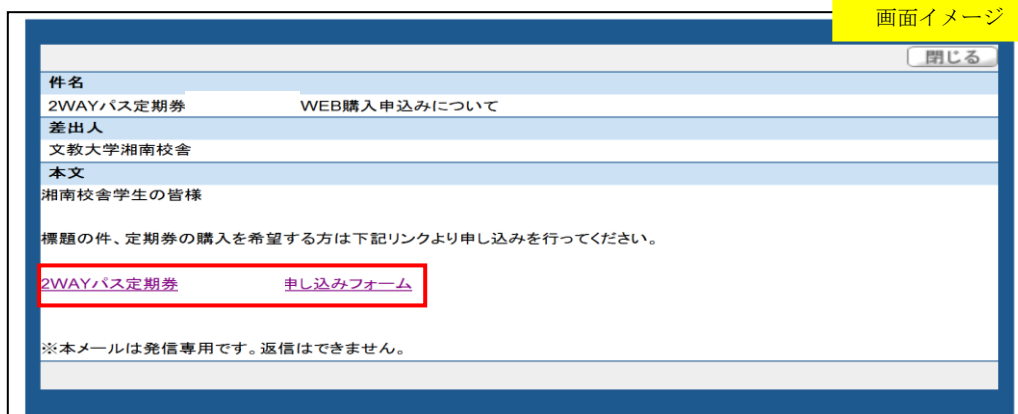 画面イメージ
閉じる
件名
2WAYパス定期券 WEB購入申込みについて
差出人
文教大学湘南校舎
本文
湘南校舎学生の皆様
標題の件、定期券の購入を希望する方は下記リンクより申し込みを行ってください。
2WAYパス定期券 申し込みフォーム
※本メールは発信専用です。返信はできません。